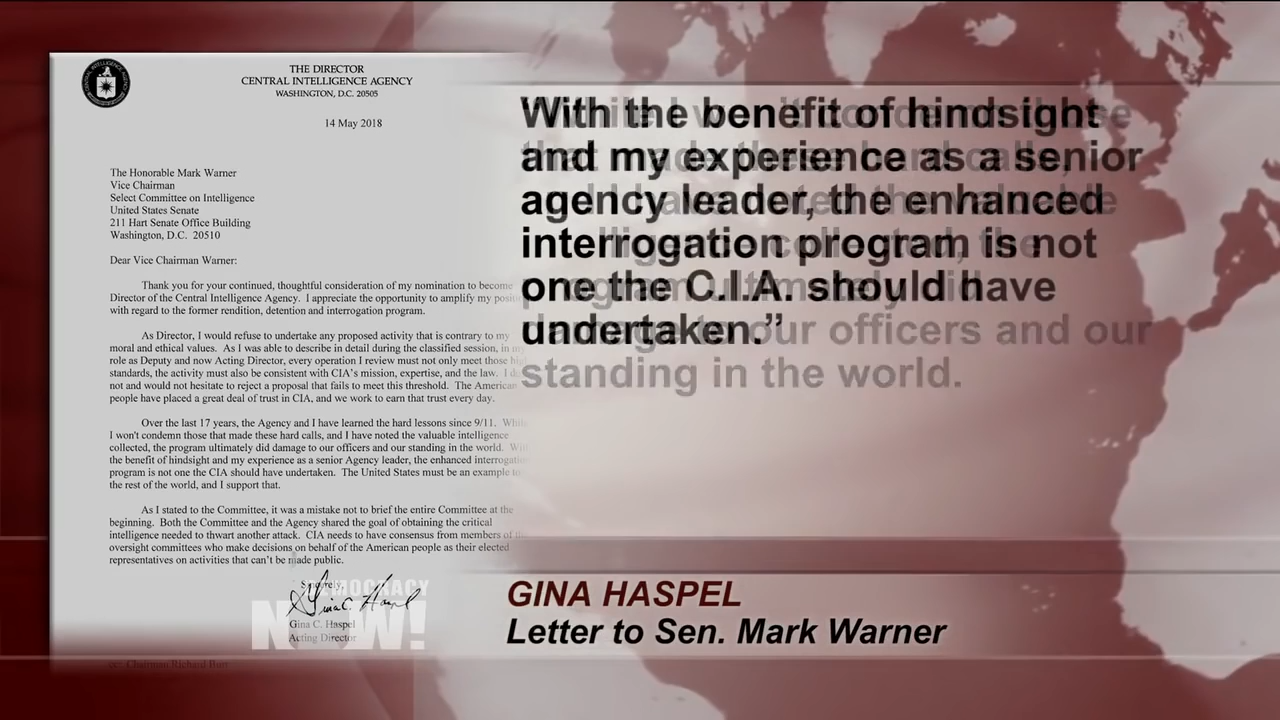 THE DIRECTOR
CENTRAL INTELLIGENCE AGENCY
WASHINGTON, D.C. 20505
14 May 2018
The Honorable Mark Warner
Vice Chairman
Select Committee on Intelligence
United States Senate
211 Hart Senate Office Building
Washington, D.C. 20510
Dear Vice Chairman Warner:
Thank you for your continued, thoughtful consideration of my nomination to become
Director of the Central Intelligence Agency. I appreciate the opportunity to amplify my
with regard to the former rendition, detention and interrogation program.
As Director, I would refuse to undertake any proposed activity that is contrary to my
moral and ethical values. As I was able to describe in detail during the classified session, in
role as Deputy and now Acting Director, every operation I review must not only meet those
standards, the activity must also be consistent with CIA's mission, expertise, and the law. I
not and would not hesitate to reject a proposal that fails to meet this threshold. The American
people have placed a great deal of trust in CIA, and we work to earn that trust every day.
Over the last 17 years, the Agency and I have learned the hard lessons since 9/11. While
I won't condemn those that made these hard calls, and I have noted the valuable intelligence
collected, the program ultimately did damage to our officers and our standing in the world. With
the benefit of hindsight and my experience as a senior Agency leader, the enhanced interrogation
program is not one the CIA should have undertaken. The United States must be an example to
the rest of the world, and I support that.
As I stated to the Committee, it was a mistake not to brief the entire Committee at the
beginning. Both the Committee and the Agency shared the goal of obtaining the critical
intelligence needed to thwart another attack. CIA needs to have consensus from members of the
oversight committees who make decisions on behalf of the American people as their elected
representatives on activities that can't be made public.
Sincerely,
Gina C. Haspel
Gina C. Haspel
Acting Director
cc: Chairman Richard Burr
DEMOCRACY
NOW!
With the benefit of hindsight
and my experience as a senior
agency leader, the enhanced
interrogation program is not
one the C.I.A. should have
undertaken.”
our officers and our
standing in the world.
GINA HASPEL
Letter to Sen. Mark Warner